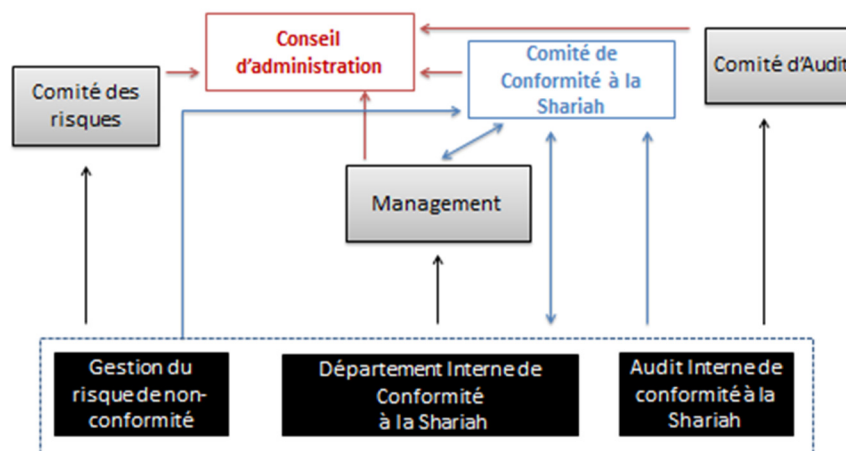 Conseil
d'administration
Comité de
Conformité à la
Shariah
Comité d'Audit
Comité des
risques
Management
Gestion du
risque de non-
conformité
Département Interne de
Conformité
à la Shariah
Audit Interne de
conformité à la
Shariah